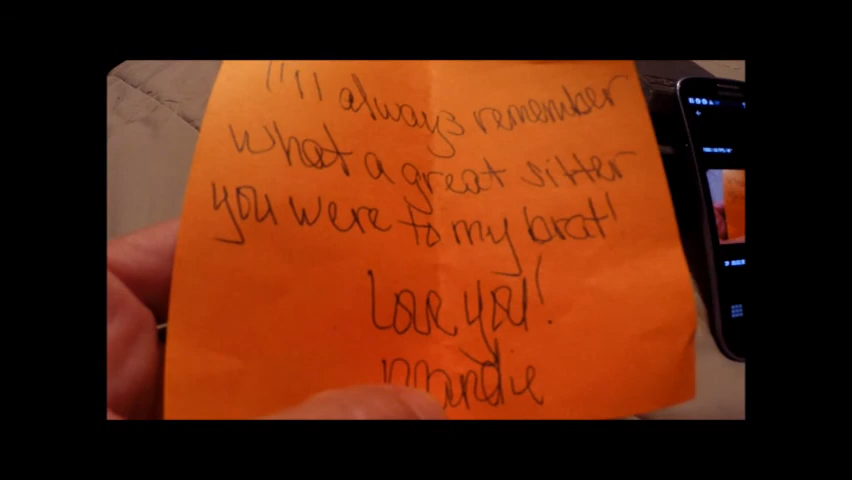 I'll always remember
what a great sitter
you were to my brat!
Love you!
Mandie